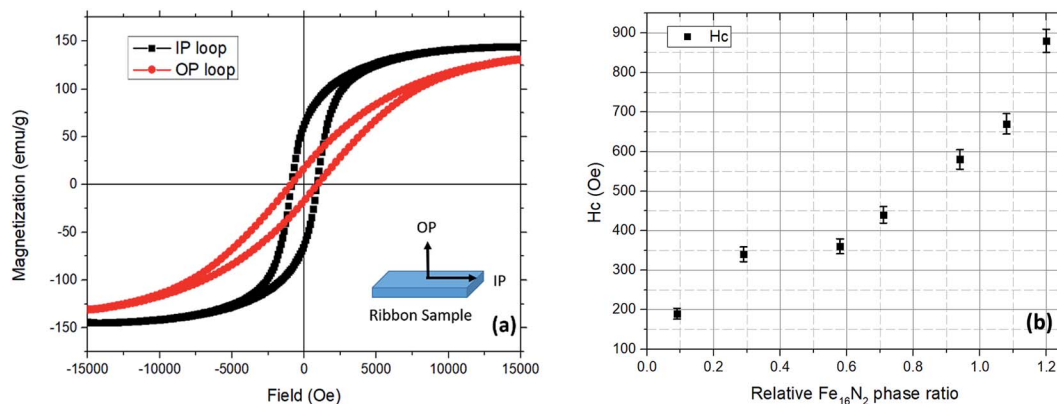 150
100
50
0
-50
-100
-150
Magnetization (emu/g)
IP loop
OP loop
OP
IP
Ribbon Sample
(a)
-15000 -10000 -5000 0 5000 10000 15000
Field (Oe)
900
800
700
600
500
400
300
200
100
Hc (Oe)
Hc
(b)
0.0 0.2 0.4 0.6 0.8 1.0 1.2
Relative Fe₁₆N₂ phase ratio